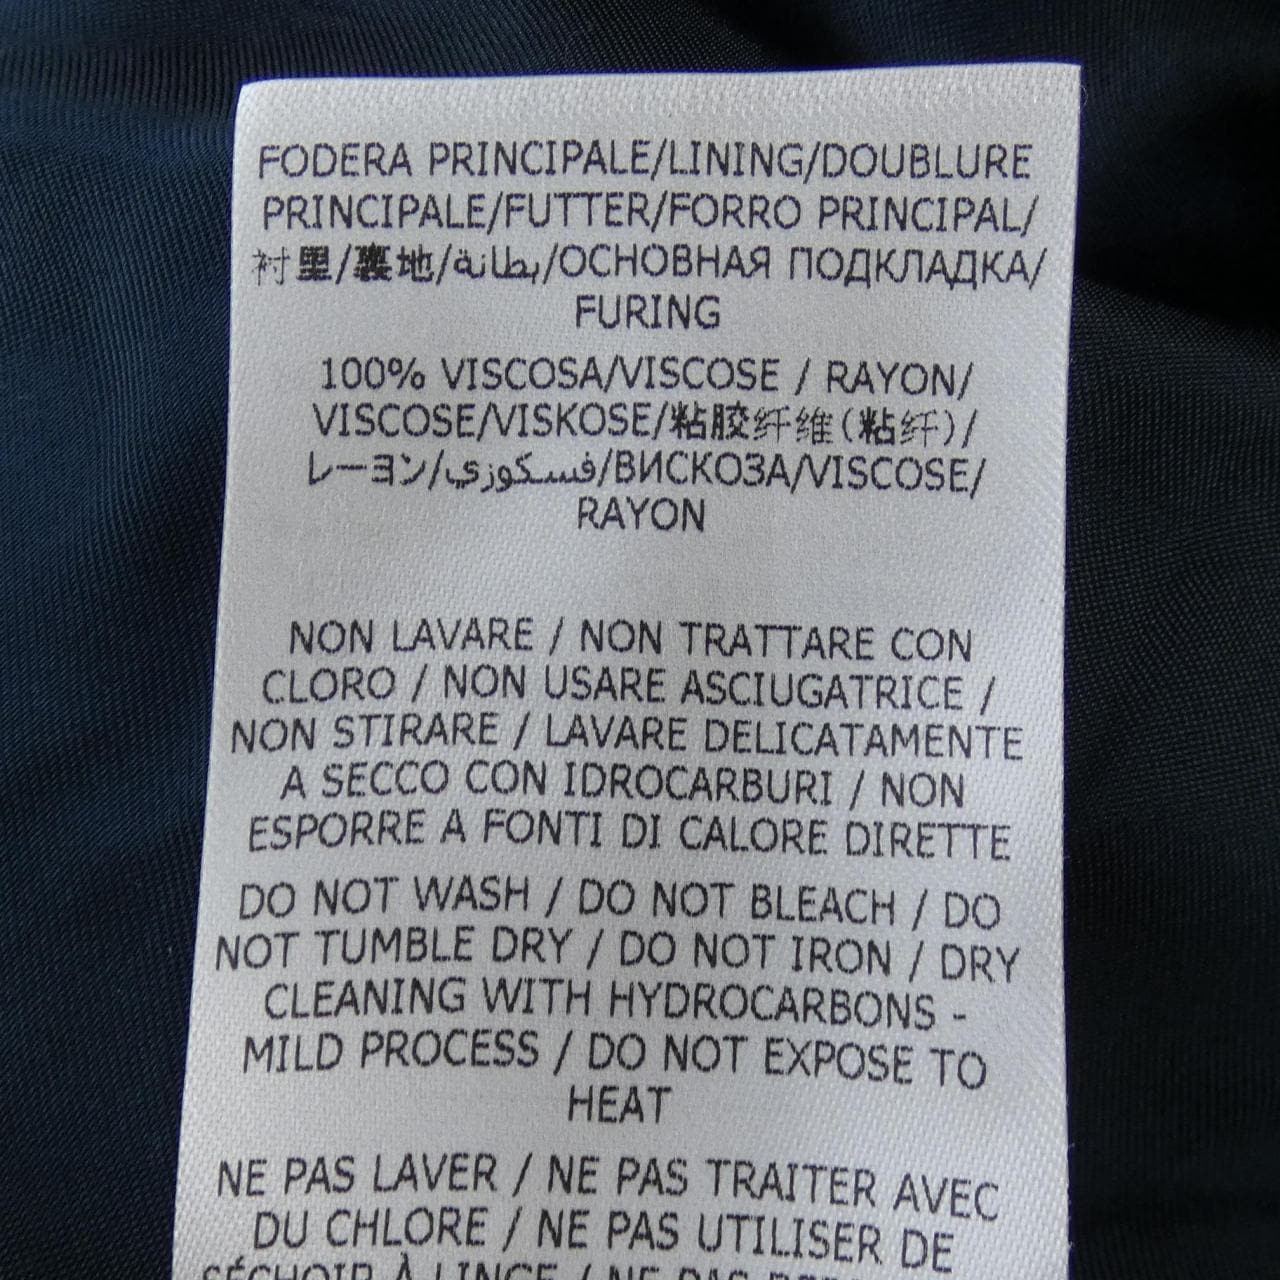 FODERA PRINCIPALE/LINING/DOUBLURE
PRINCIPALE/FUTTER/FORRO PRINCIPAL/
衬里/裏地/بطانة/ОСНОВНАЯ ПОДКЛАДКА/
FURING
100% VISCOSA/VISCOSE / RAYON/
VISCOSE/VISKOSE/粘胶纤维(粘纤)/
レーヨン/فسكوزي/ВИСКОЗА/VISCOSE/
RAYON
NON LAVARE / NON TRATTARE CON
CLORO / NON USARE ASCIUGATRICE /
NON STIRARE / LAVARE DELICATAMENTE
A SECCO CON IDROCARBURI / NON
ESPORRE A FONTI DI CALORE DIRETTE
DO NOT WASH / DO NOT BLEACH / DO
NOT TUMBLE DRY / DO NOT IRON / DRY
CLEANING WITH HYDROCARBONS -
MILD PROCESS / DO NOT EXPOSE TO
HEAT
NE PAS LAVER / NE PAS TRAITER AVEC
DU CHLORE / NE PAS UTILISER DE
SÉCHOIR À LINGE / NE PAS